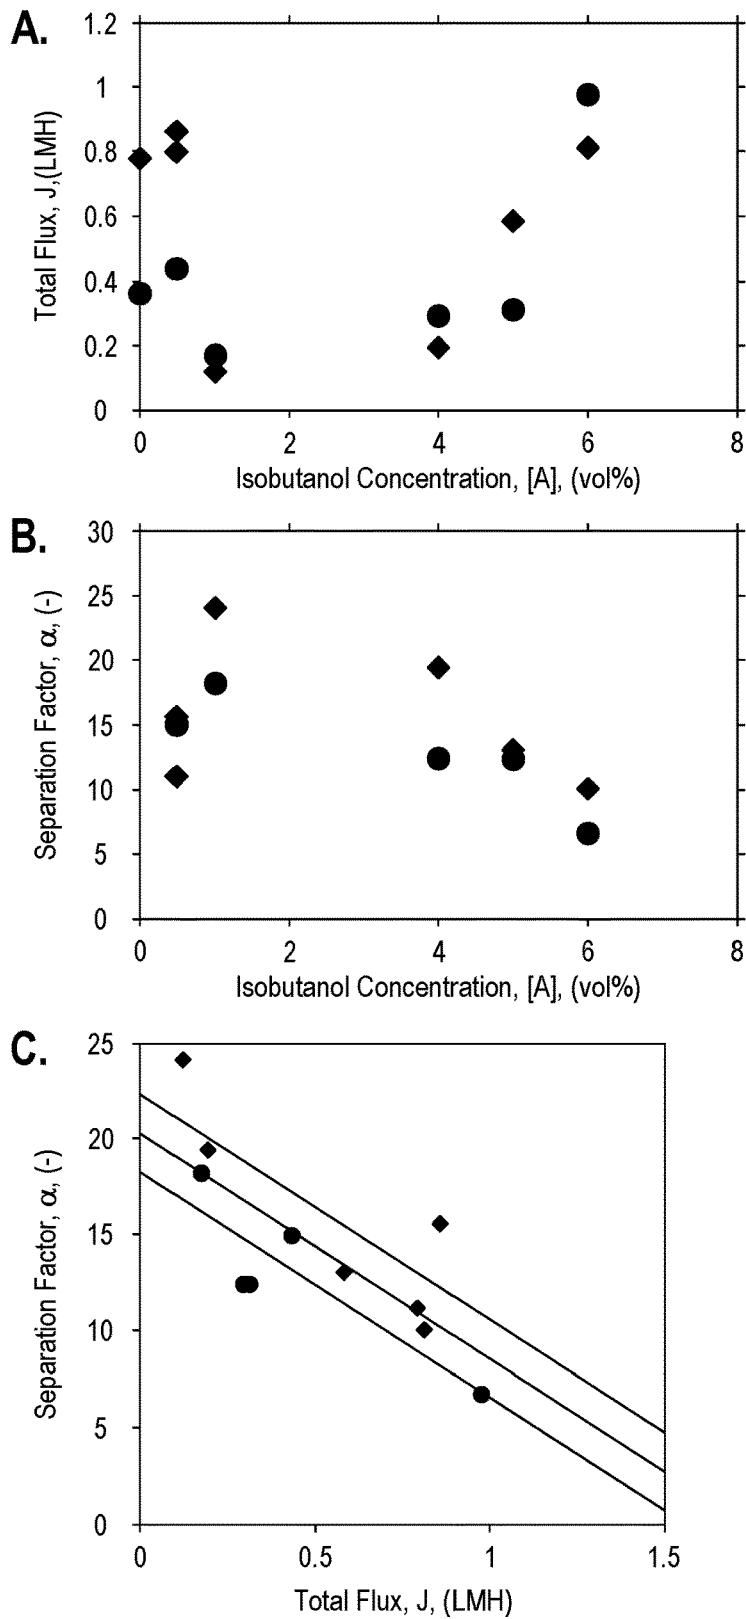 A.
Total Flux, J,(LMH)
1.2
1
0.8
0.6
0.4
0.2
0
0 2 4 6 8
Isobutanol Concentration, [A], (vol%)
B.
Separation Factor, α, (-)
30
25
20
15
10
5
0
0 2 4 6 8
Isobutanol Concentration, [A], (vol%)
C.
Separation Factor, α, (-)
25
20
15
10
5
0
0 0.5 1 1.5
Total Flux, J, (LMH)